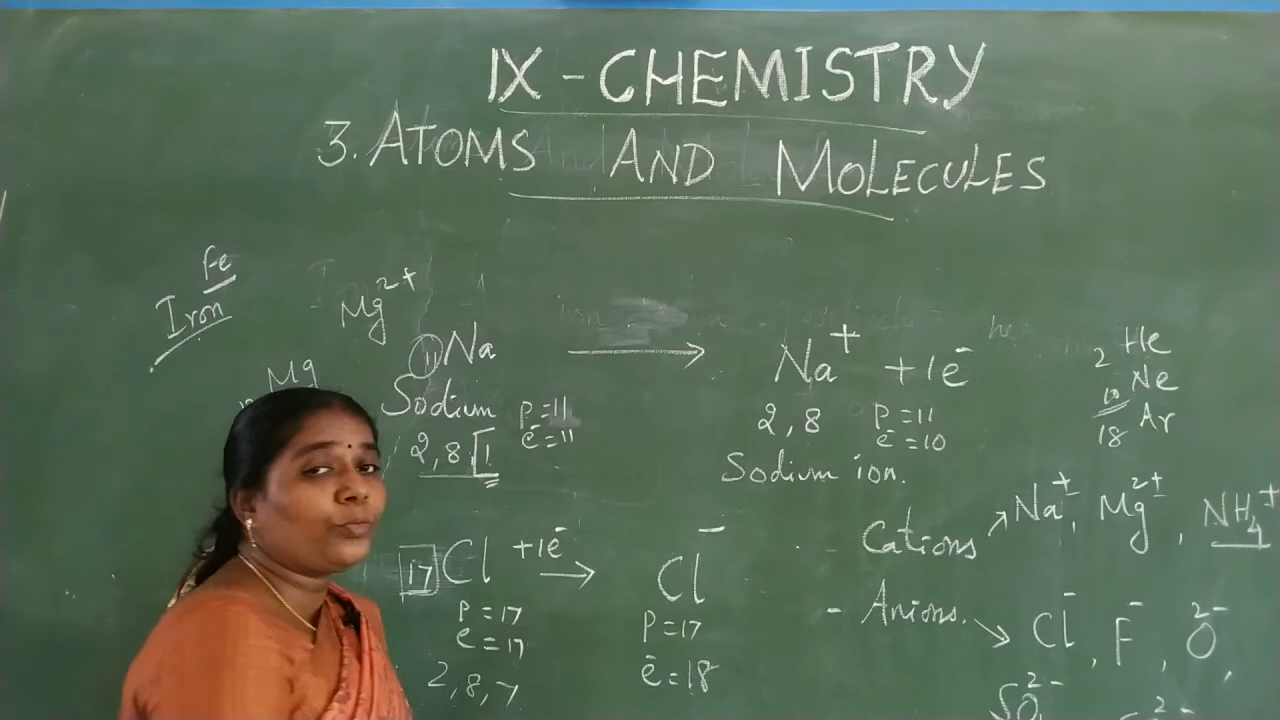 IX - CHEMISTRY
3. ATOMS AND MOLECULES
Fe
Iron
Mg²⁺
Mg
11Na → Na⁺ + 1e⁻
Sodium p = 11 e⁻ = 11
2, 8, 1
2, 8 p = 11 e⁻ = 10
Sodium ion.
2 He
10 Ne
18 Ar
17 Cl +1e⁻ → Cl⁻
p = 17 e⁻ = 17
2, 8, 7
p = 17 e⁻ = 18
- Cations → Na⁺, Mg²⁺, NH₄⁺
- Anions. → Cl⁻, F⁻, O²⁻,